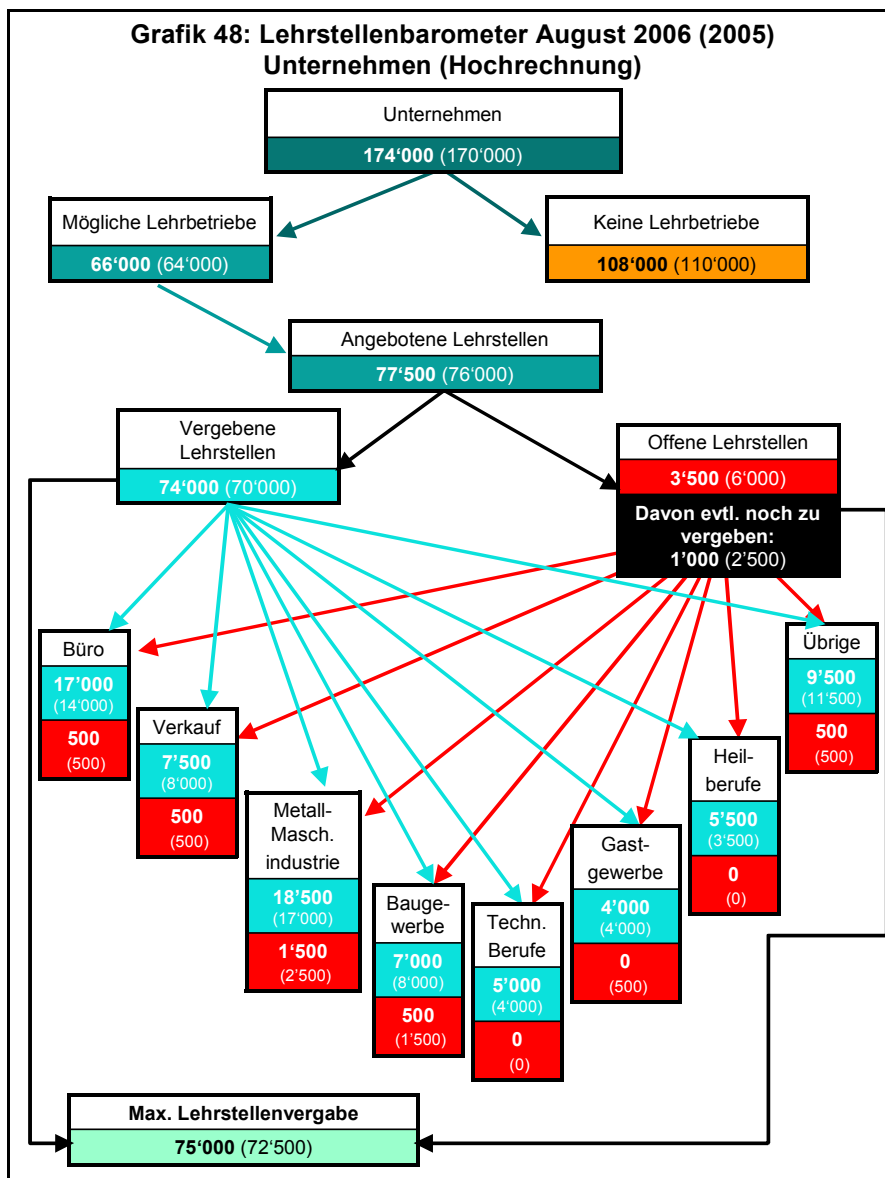 Grafik 48: Lehrstellenbarometer August 2006 (2005)
Unternehmen (Hochrechnung)
Unternehmen
174‘000 (170‘000)
Mögliche Lehrbetriebe
66‘000 (64‘000)
Keine Lehrbetriebe
108‘000 (110‘000)
Angebotene Lehrstellen
77‘500 (76‘000)
Vergebene
Lehrstellen
74‘000 (70‘000)
Offene Lehrstellen
3‘500 (6‘000)
Davon evtl. noch zu
vergeben:
1’000 (2’500)
Büro
17’000
(14‘000)
500
(500)
Verkauf
7’500
(8‘000)
500
(500)
Metall-
Masch.
industrie
18’500
(17‘000)
1‘500
(2’500)
Bauge-
werbe
7’000
(8‘000)
500
(1’500)
Techn.
Berufe
5’000
(4‘000)
0
(0)
Gast-
gewerbe
4’000
(4‘000)
0
(500)
Heil-
berufe
5’500
(3‘500)
0
(0)
Übrige
9’500
(11‘500)
500
(500)
Max. Lehrstellenvergabe
75‘000 (72‘500)